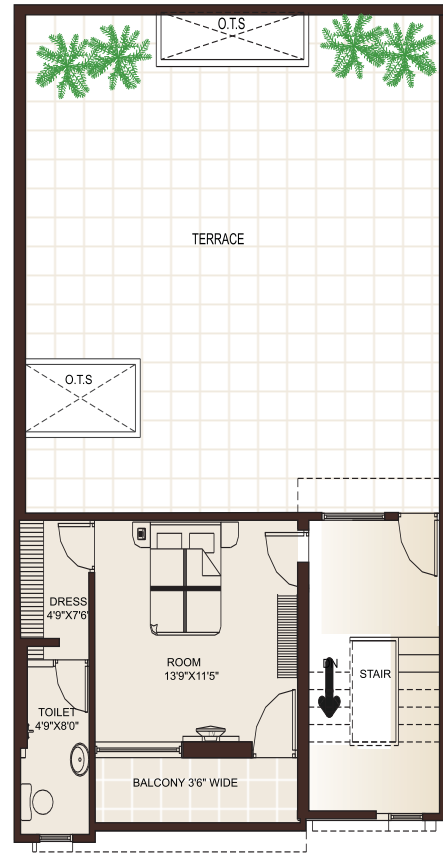 O.T.S
TERRACE
O.T.S
DRESS
4'9"X7'6"
ROOM
13'9"X11'5"
DN
STAIR
TOILET
4'9"X8'0"
BALCONY 3'6" WIDE